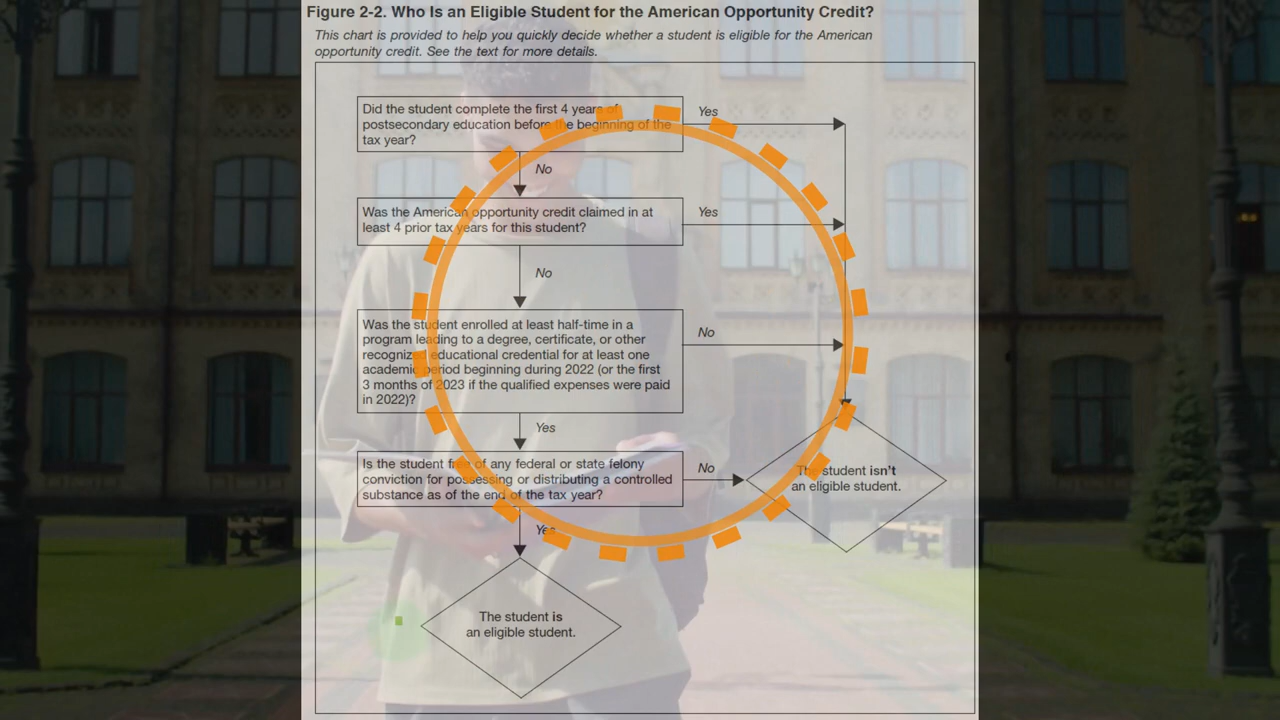 Figure 2-2. Who Is an Eligible Student for the American Opportunity Credit?
This chart is provided to help you quickly decide whether a student is eligible for the American
opportunity credit. See the text for more details.
Did the student complete the first 4 years of
postsecondary education before the beginning of the
tax year?
Yes
No
Was the American opportunity credit claimed in at
least 4 prior tax years for this student?
Yes
No
Was the student enrolled at least half-time in a
program leading to a degree, certificate, or other
recognized educational credential for at least one
academic period beginning during 2022 (or the first
3 months of 2023 if the qualified expenses were paid
in 2022)?
No
Yes
Is the student free of any federal or state felony
conviction for possessing or distributing a controlled
substance as of the end of the tax year?
No
The student isn't
an eligible student.
Yes
The student is
an eligible student.